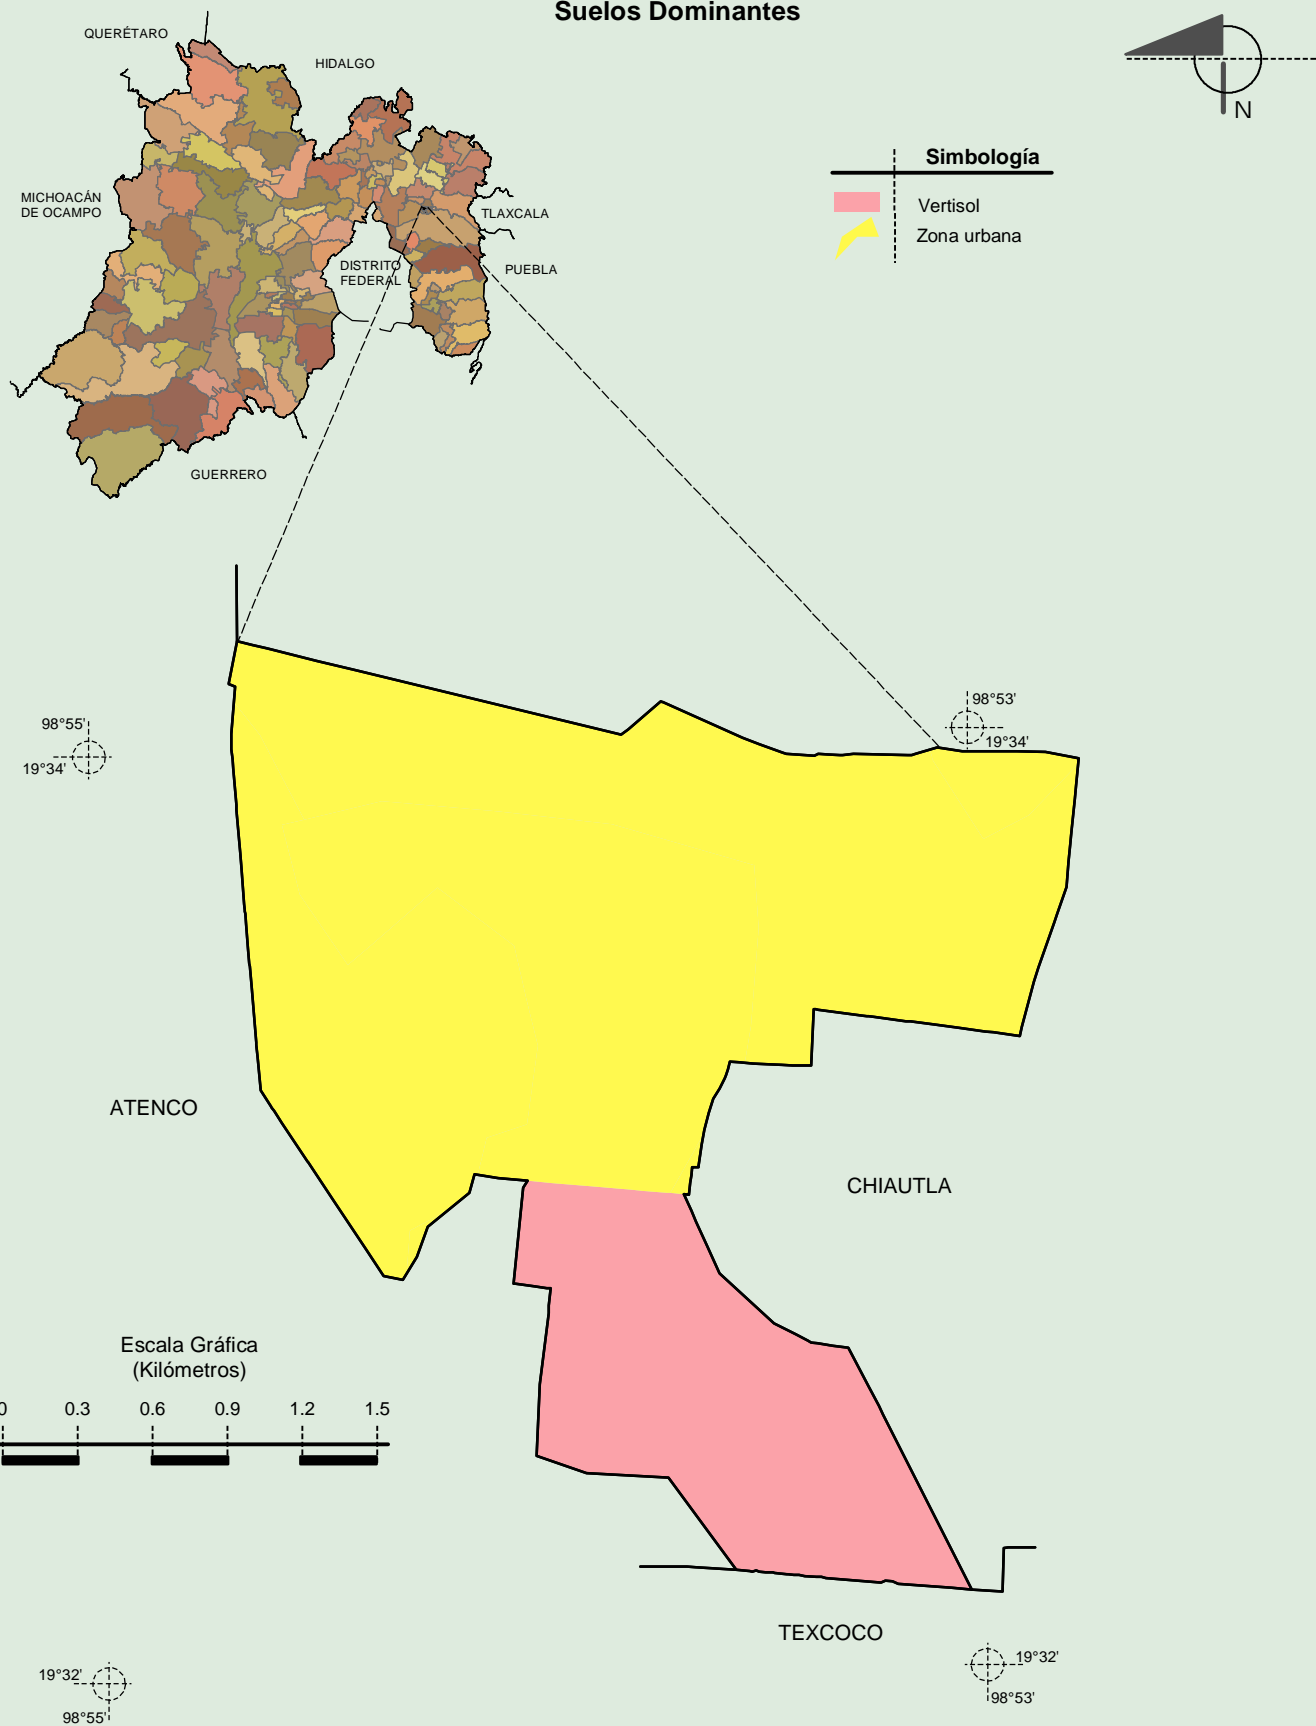 Suelos Dominantes
QUERÉTARO
HIDALGO
MICHOACÁN
DE OCAMPO
TLAXCALA
DISTRITO
FEDERAL
PUEBLA
GUERRERO
N
Simbología
Vertisol
Zona urbana
98°55'
19°34'
98°53'
19°34'
ATENCO
CHIAUTLA
Escala Gráfica
(Kilómetros)
0 0.3 0.6 0.9 1.2 1.5
TEXCOCO
19°32'
98°55'
19°32'
98°53'